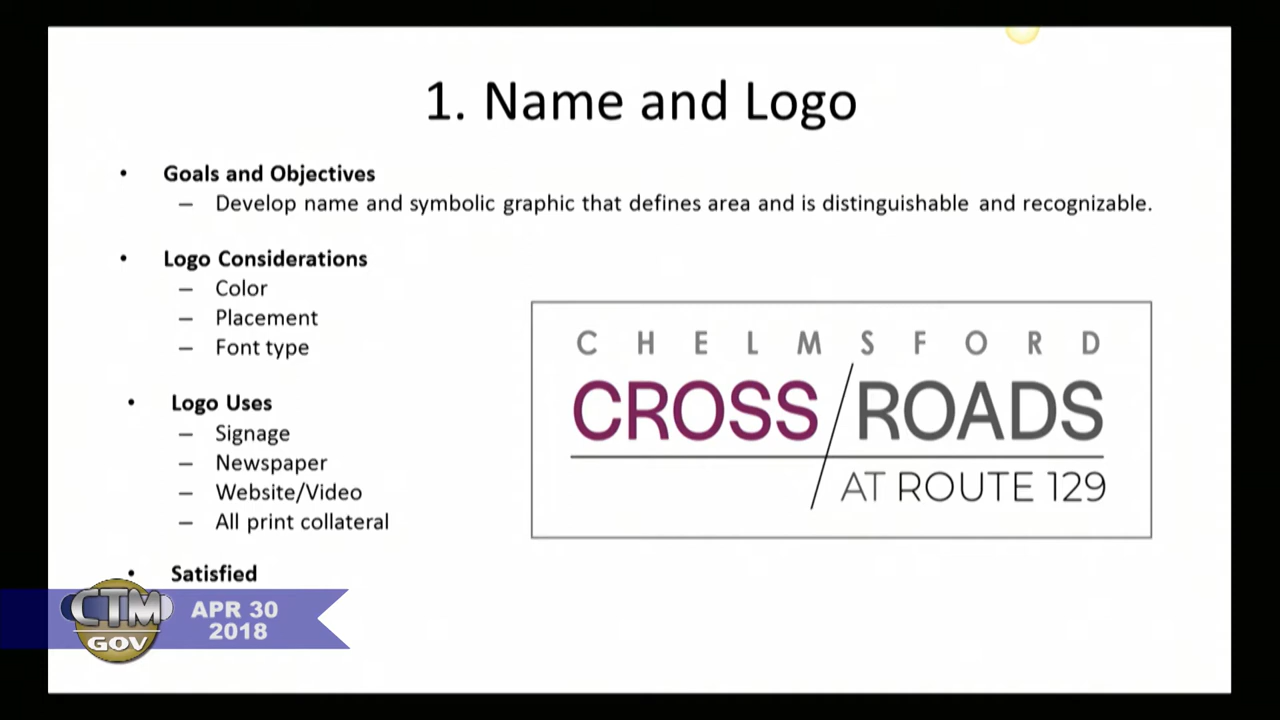 1. Name and Logo
• Goals and Objectives
– Develop name and symbolic graphic that defines area and is distinguishable and recognizable.
• Logo Considerations
– Color
– Placement
– Font type
• Logo Uses
– Signage
– Newspaper
– Website/Video
– All print collateral
• Satisfied
CHELMSFORD
CROSS/ROADS
AT ROUTE 129
CTM
GOV
APR 30
2018